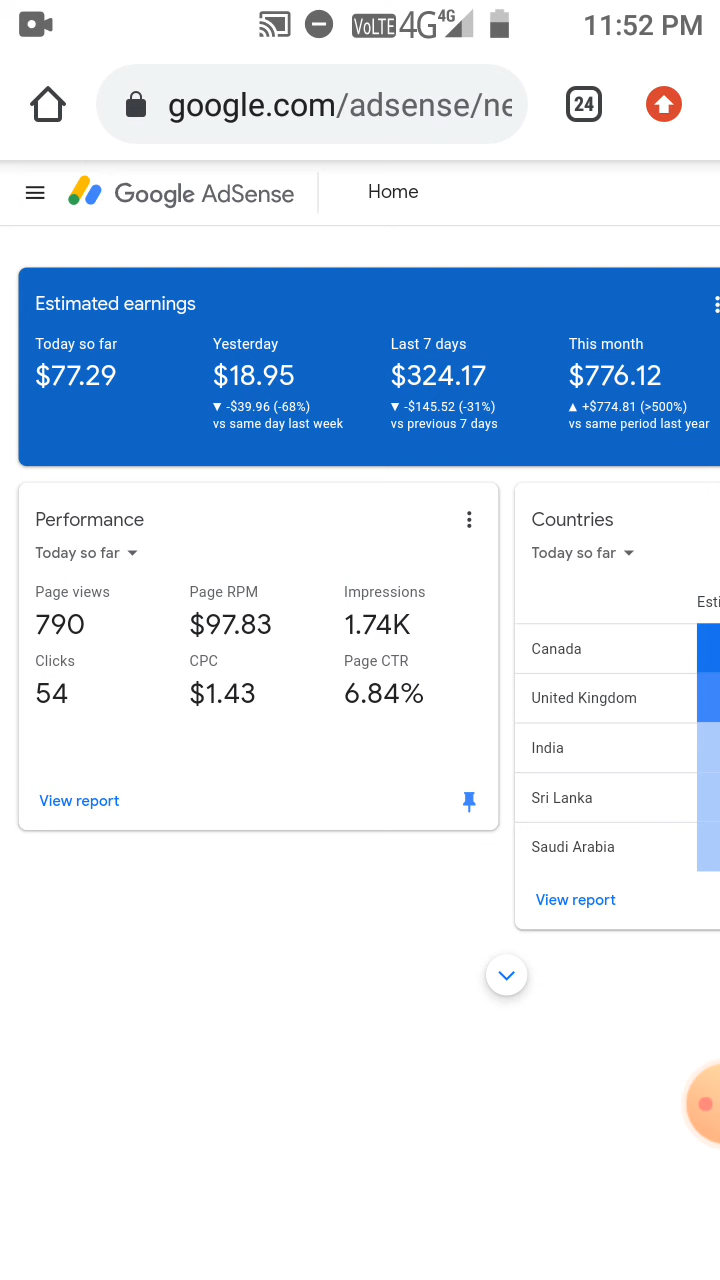 VoLTE 4G 4G 11:52 PM
google.com/adsense/ne
24
Google AdSense
Home
Estimated earnings
Today so far Yesterday Last 7 days This month
$77.29 $18.95 $324.17 $776.12
▼ -$39.96 (-68%) ▼ -$145.52 (-31%) ▲ +$774.81 (>500%)
vs same day last week vs previous 7 days vs same period last year
Performance
Today so far
Page views Page RPM Impressions
790 $97.83 1.74K
Clicks CPC Page CTR
54 $1.43 6.84%
View report
Countries
Today so far
Esti
Canada
United Kingdom
India
Sri Lanka
Saudi Arabia
View report